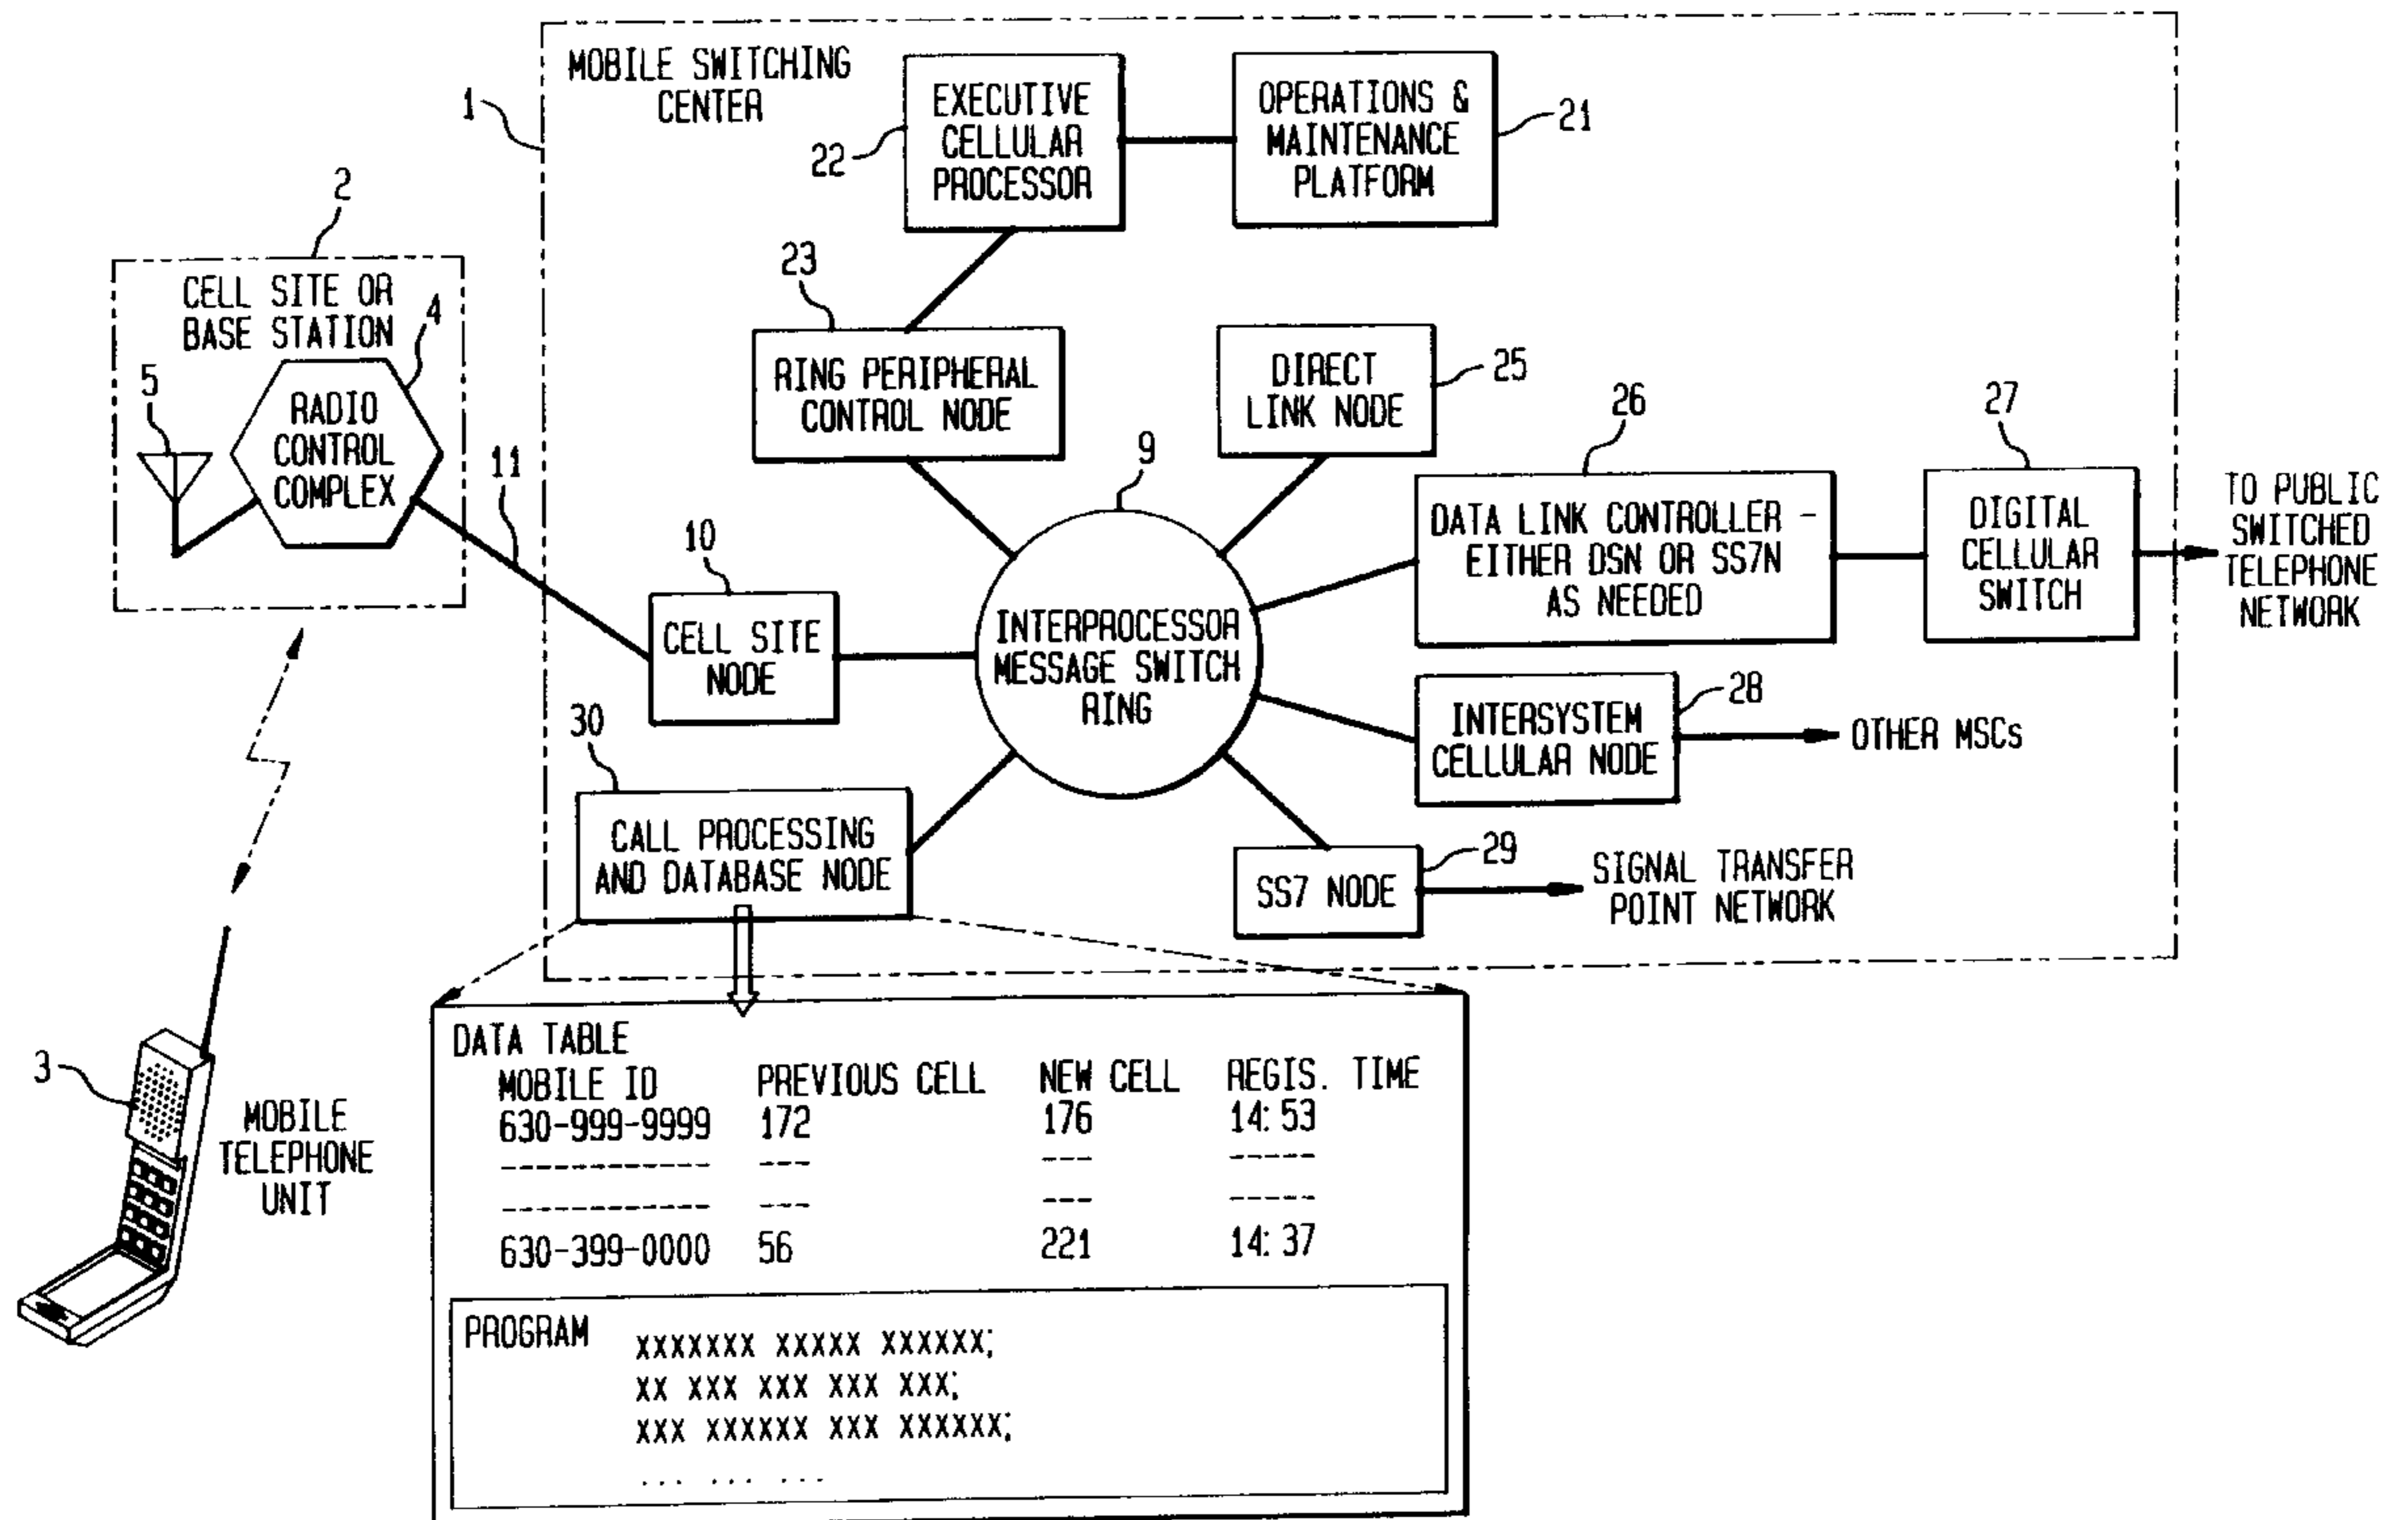 MOBILE SWITCHING
CENTER
1
EXECUTIVE
CELLULAR
PROCESSOR
22
OPERATIONS &
MAINTENANCE
PLATFORM
21
2
CELL SITE OR
BASE STATION
4
5
RADIO
CONTROL
COMPLEX
11
23
RING PERIPHERAL
CONTROL NODE
DIRECT
LINK NODE
25
9
26
DATA LINK CONTROLLER -
EITHER DSN OR SS7N
AS NEEDED
27
DIGITAL
CELLULAR
SWITCH
TO PUBLIC
SWITCHED
TELEPHONE
NETWORK
10
CELL SITE
NODE
INTERPROCESSOR
MESSAGE SWITCH
RING
28
INTERSYSTEM
CELLULAR NODE
OTHER MSCs
30
CALL PROCESSING
AND DATABASE NODE
29
SS7 NODE
SIGNAL TRANSFER
POINT NETWORK
3
MOBILE
TELEPHONE
UNIT
DATA TABLE
MOBILE ID PREVIOUS CELL NEW CELL REGIS. TIME
630-999-9999 172 176 14:53
------------ --- --- -----
------------ --- --- -----
630-399-0000 56 221 14:37
PROGRAM
XXXXXXX XXXXX XXXXXX;
XX XXX XXX XXX XXX;
XXX XXXXXX XXX XXXXXX;
... ... ...